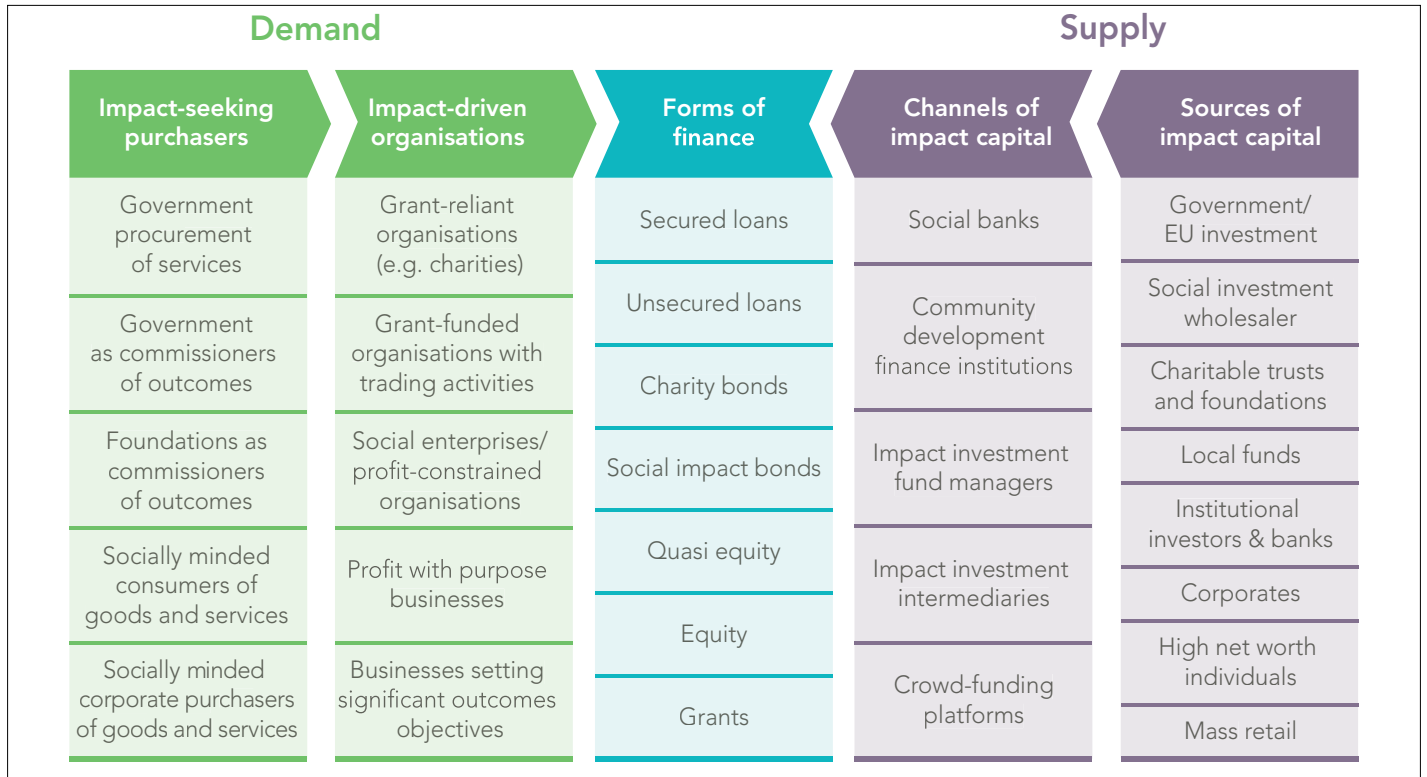 Demand
Supply
Impact-seeking
purchasers
Impact-driven
organisations
Forms of
finance
Channels of
impact capital
Sources of
impact capital
Government
procurement
of services
Government
as commissioners
of outcomes
Foundations as
commissioners
of outcomes
Socially minded
consumers of
goods and services
Socially minded
corporate purchasers
of goods and services
Grant-reliant
organisations
(e.g. charities)
Grant-funded
organisations with
trading activities
Social enterprises/
profit-constrained
organisations
Profit with purpose
businesses
Businesses setting
significant outcomes
objectives
Secured loans
Unsecured loans
Charity bonds
Social impact bonds
Quasi equity
Equity
Grants
Social banks
Community
development
finance institutions
Impact investment
fund managers
Impact investment
intermediaries
Crowd-funding
platforms
Government/
EU investment
Social investment
wholesaler
Charitable trusts
and foundations
Local funds
Institutional
investors & banks
Corporates
High net worth
individuals
Mass retail